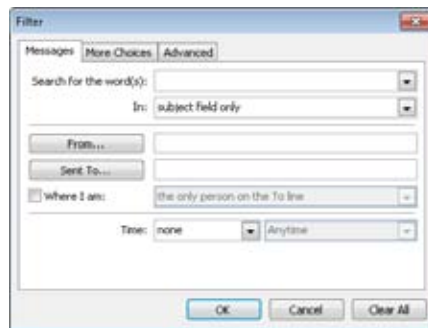 Filter
Messages More Choices Advanced
Search for the word(s):
In: subject field only
From...
Sent To...
Where I am: the only person on the To line
Time: none Anytime
OK Cancel Clear All